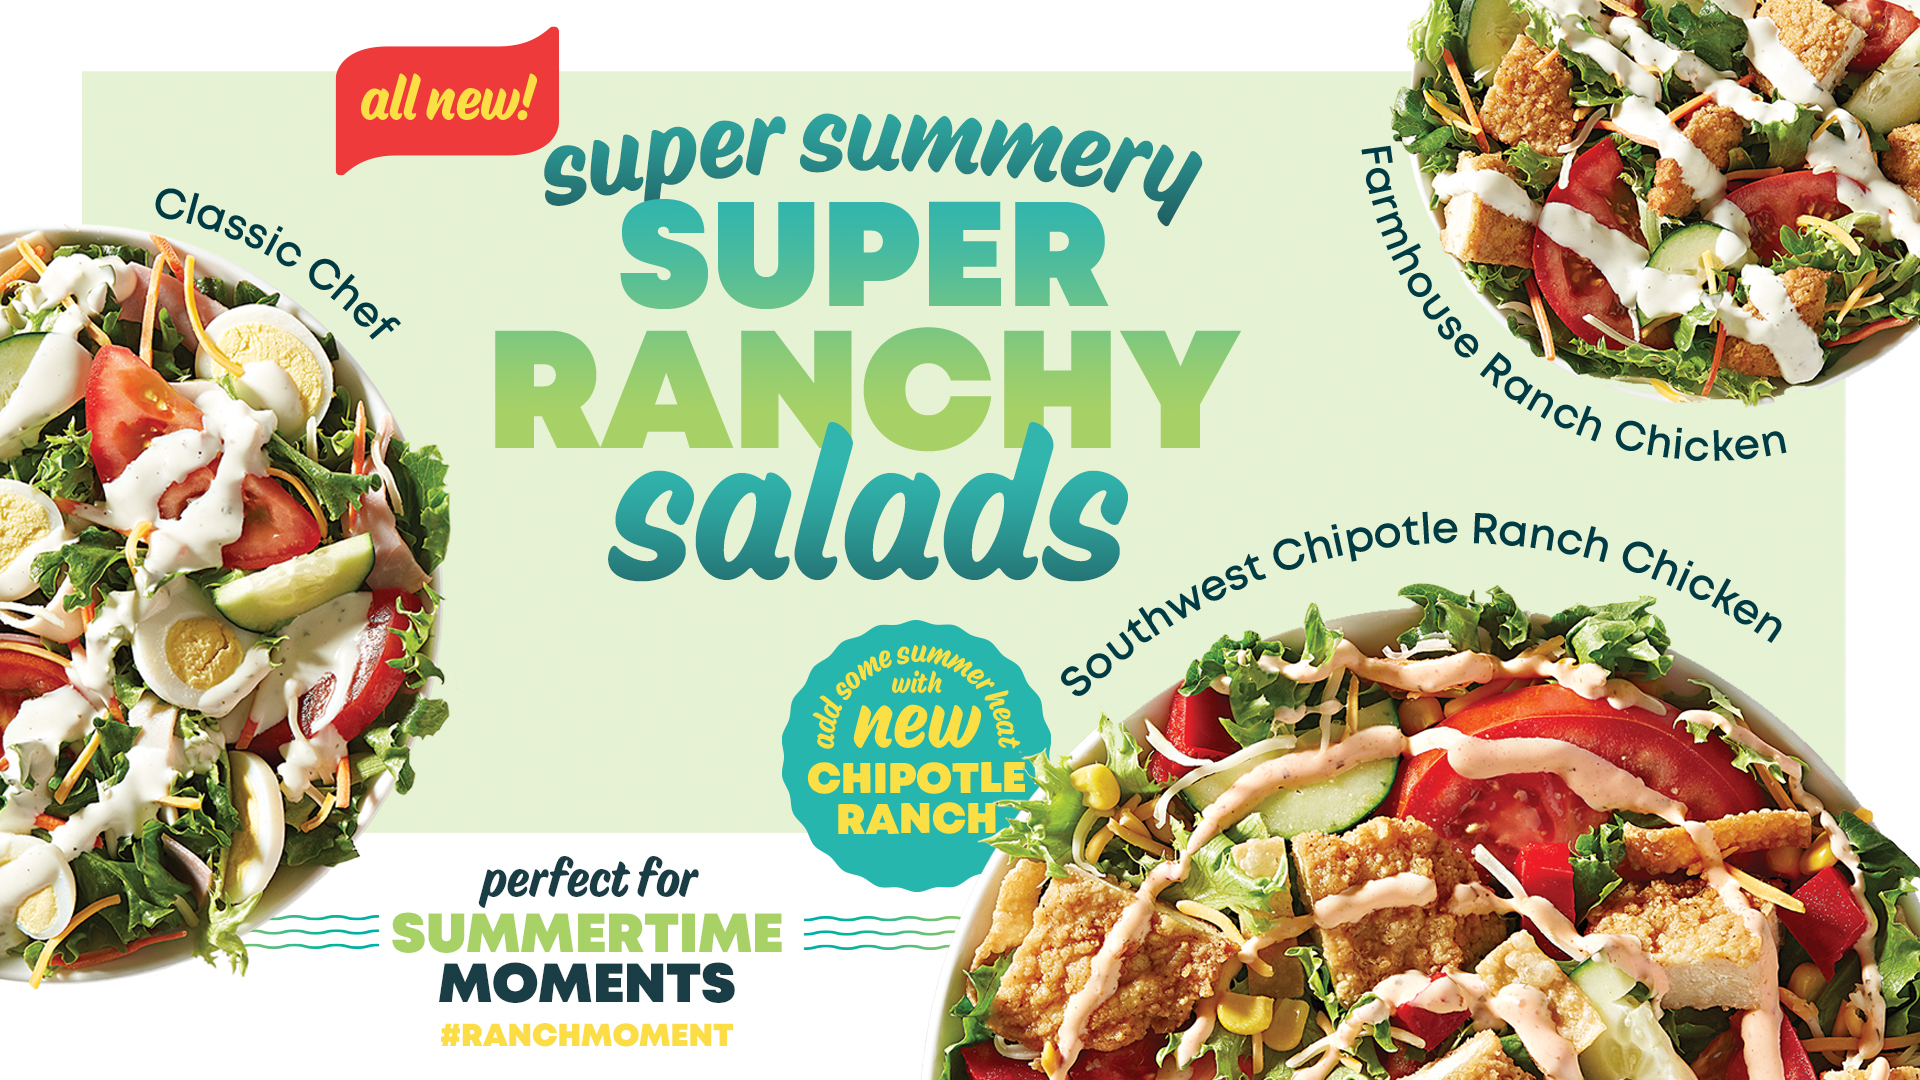 all new!
super summery
SUPER
RANCHY
salads
Classic Chef
Farmhouse Ranch Chicken
Southwest Chipotle Ranch Chicken
add some summer heat
with
new
CHIPOTLE
RANCH
perfect for
SUMMERTIME
MOMENTS
#RANCHMOMENT